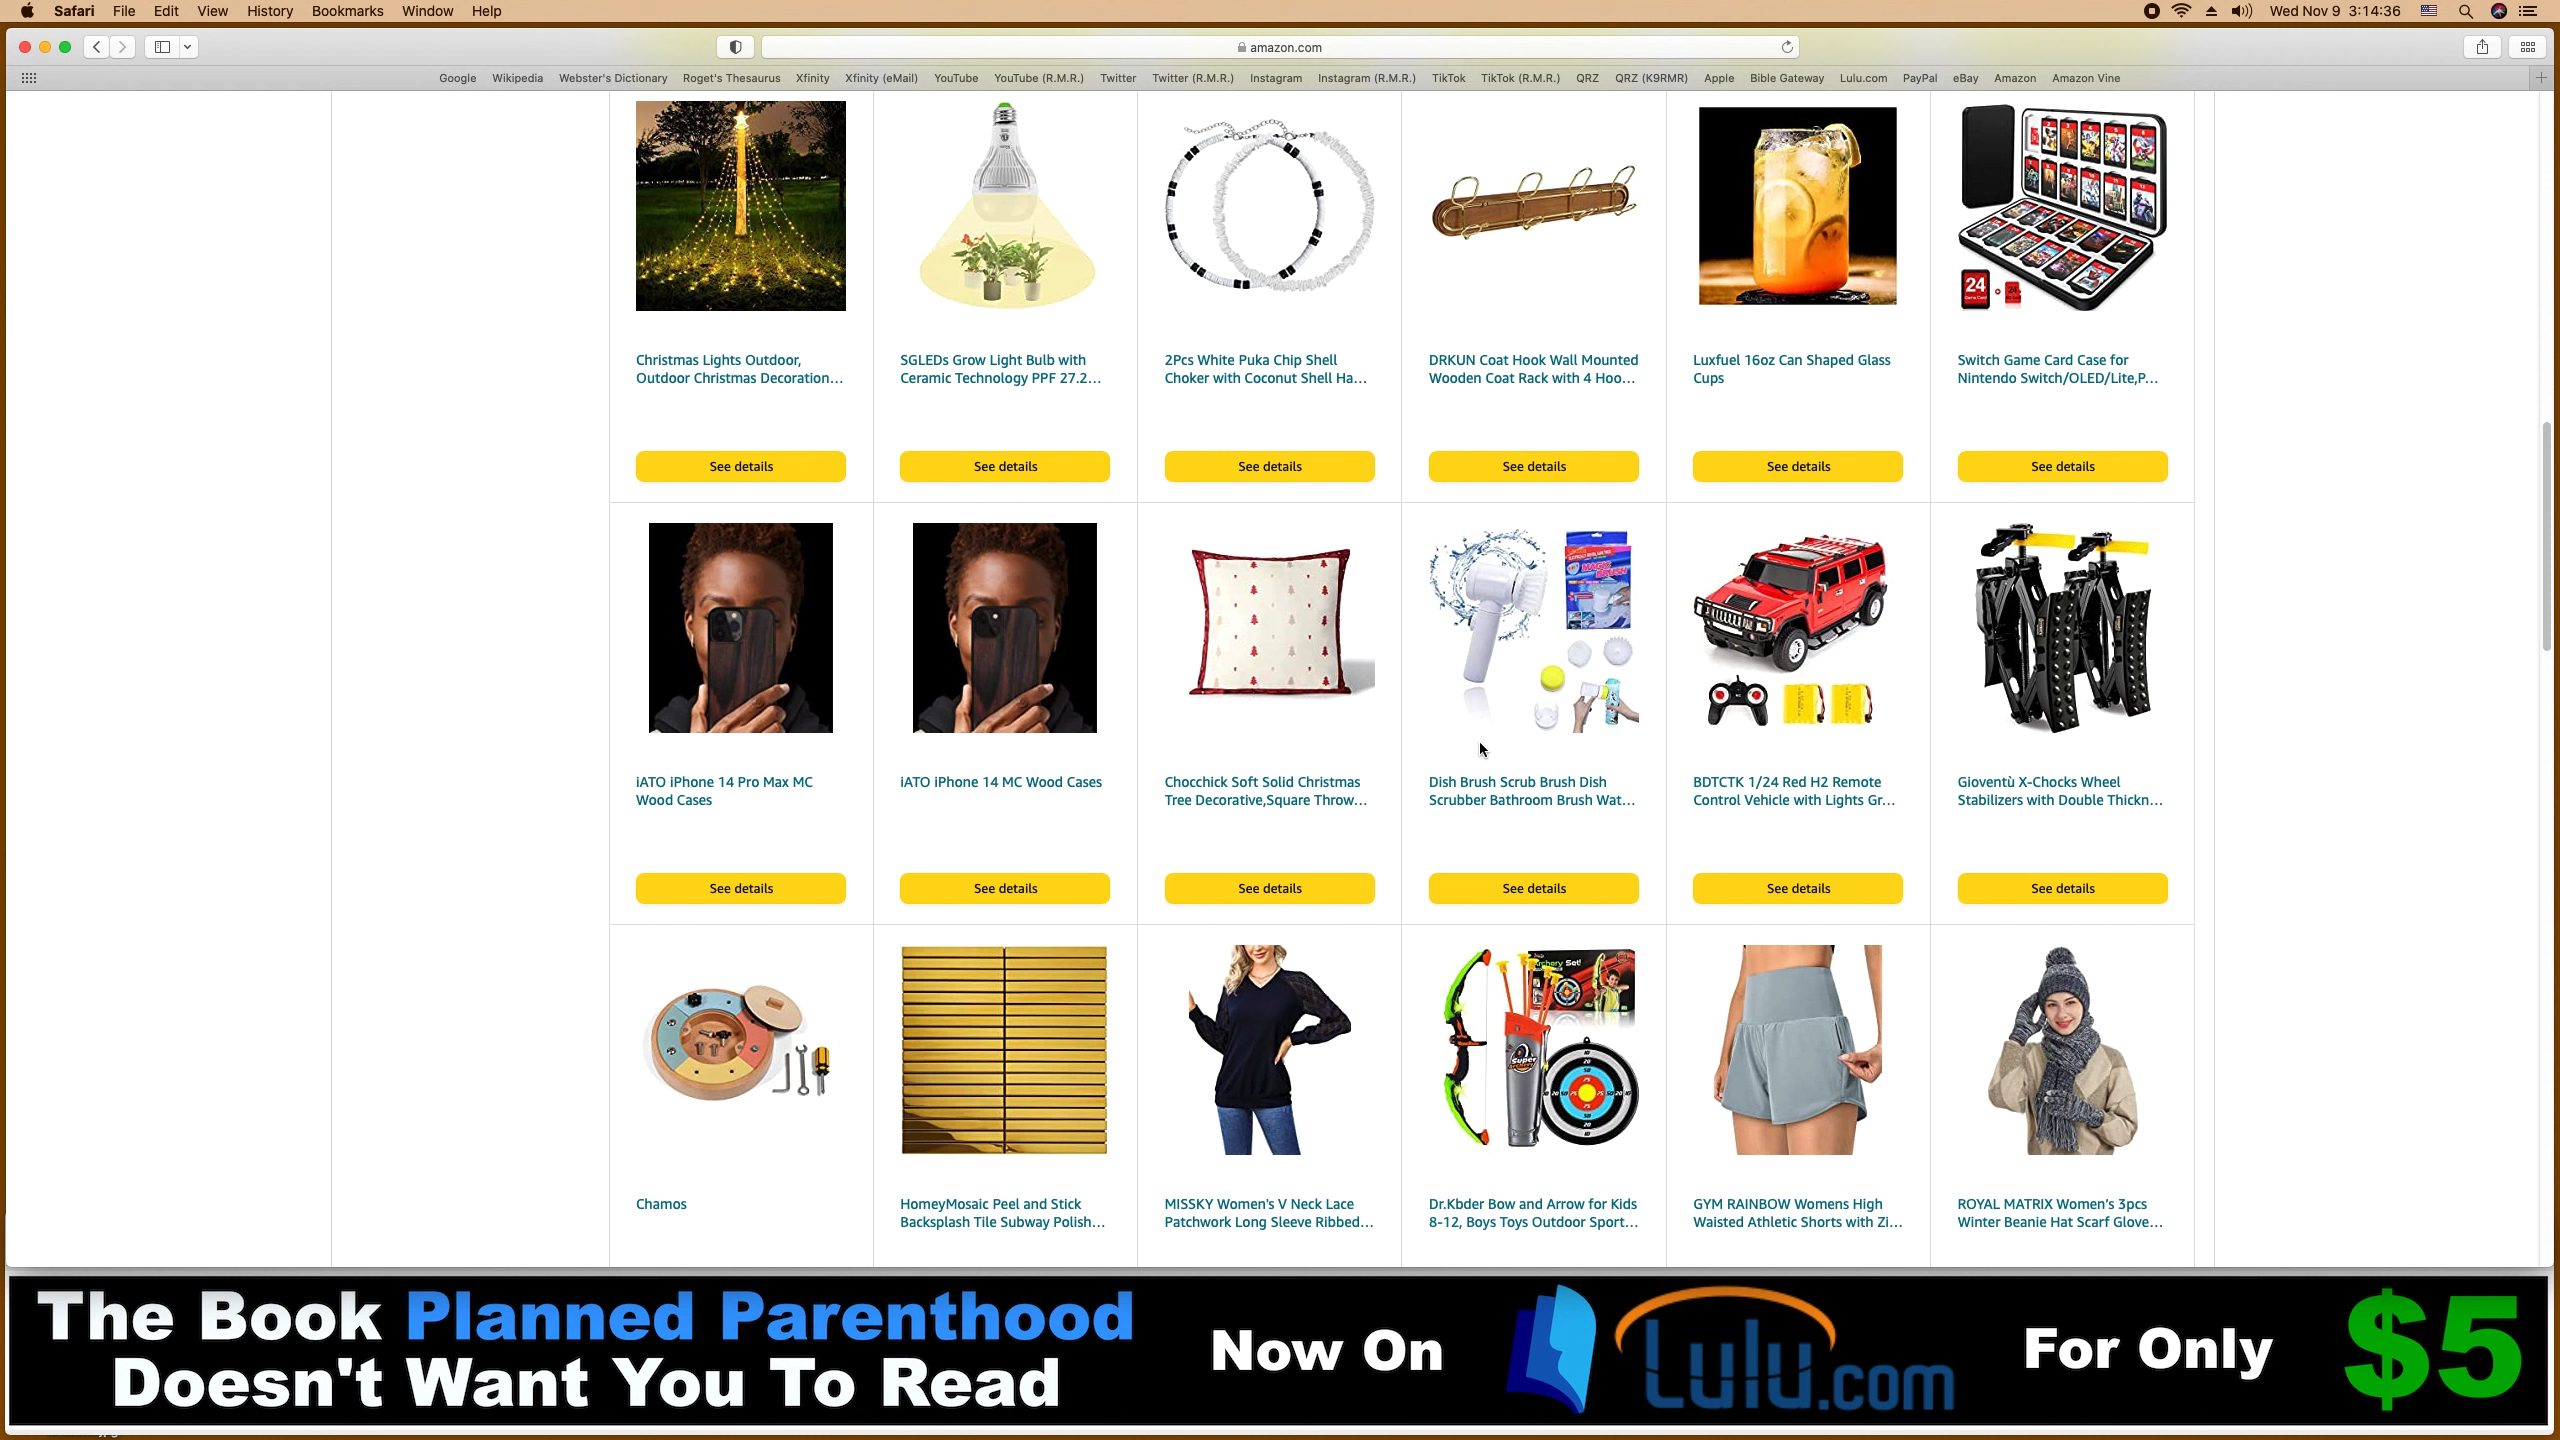 Safari File Edit View History Bookmarks Window Help
Wed Nov 9 3:14:36
amazon.com
Google Wikipedia Webster's Dictionary Roget's Thesaurus Xfinity Xfinity (eMail) YouTube YouTube (R.M.R.) Twitter Twitter (R.M.R.) Instagram Instagram (R.M.R.) TikTok TikTok (R.M.R.) QRZ QRZ (K9RMR) Apple Bible Gateway Lulu.com PayPal eBay Amazon Amazon Vine
24
24
Christmas Lights Outdoor,
Outdoor Christmas Decoration...
SGLEDs Grow Light Bulb with
Ceramic Technology PPF 27.2...
2Pcs White Puka Chip Shell
Choker with Coconut Shell Ha...
DRKUN Coat Hook Wall Mounted
Wooden Coat Rack with 4 Hoo...
Luxfuel 16oz Can Shaped Glass
Cups
Switch Game Card Case for
Nintendo Switch/OLED/Lite,P...
See details
See details
See details
See details
See details
See details
MAGIC BRUSH
iATO iPhone 14 Pro Max MC
Wood Cases
iATO iPhone 14 MC Wood Cases
Chocchick Soft Solid Christmas
Tree Decorative,Square Throw...
Dish Brush Scrub Brush Dish
Scrubber Bathroom Brush Wat...
BDTCTK 1/24 Red H2 Remote
Control Vehicle with Lights Gr...
Gioventù X-Chocks Wheel
Stabilizers with Double Thickn...
See details
See details
See details
See details
See details
See details
Archery Set!
Super
Chamos
HomeyMosaic Peel and Stick
Backsplash Tile Subway Polish...
MISSKY Women's V Neck Lace
Patchwork Long Sleeve Ribbed...
Dr.Kbder Bow and Arrow for Kids
8-12, Boys Toys Outdoor Sport...
GYM RAINBOW Womens High
Waisted Athletic Shorts with Zi...
ROYAL MATRIX Women's 3pcs
Winter Beanie Hat Scarf Glove...
The Book Planned Parenthood
Doesn't Want You To Read
Now On
Lulu.com
For Only
$5